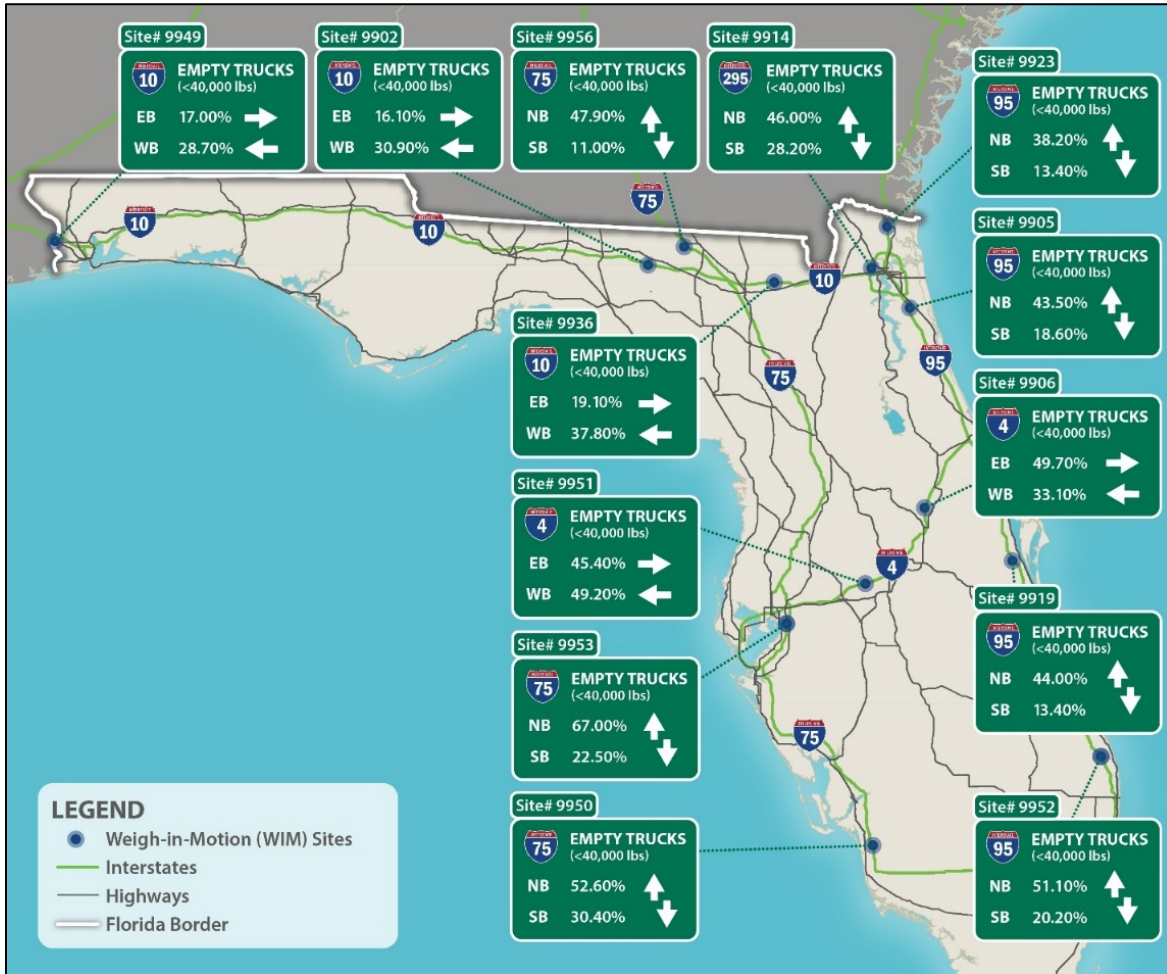 Site# 9949
10
EMPTY TRUCKS
(<40,000 lbs)
EB 17.00%
WB 28.70%
Site# 9902
10
EMPTY TRUCKS
(<40,000 lbs)
EB 16.10%
WB 30.90%
Site# 9956
75
EMPTY TRUCKS
(<40,000 lbs)
NB 47.90%
SB 11.00%
Site# 9914
295
EMPTY TRUCKS
(<40,000 lbs)
NB 46.00%
SB 28.20%
Site# 9923
95
EMPTY TRUCKS
(<40,000 lbs)
NB 38.20%
SB 13.40%
75
10
10
10
Site# 9905
95
EMPTY TRUCKS
(<40,000 lbs)
NB 43.50%
SB 18.60%
Site# 9936
10
EMPTY TRUCKS
(<40,000 lbs)
EB 19.10%
WB 37.80%
75
95
Site# 9906
4
EMPTY TRUCKS
(<40,000 lbs)
EB 49.70%
WB 33.10%
Site# 9951
4
EMPTY TRUCKS
(<40,000 lbs)
EB 45.40%
WB 49.20%
4
Site# 9919
95
EMPTY TRUCKS
(<40,000 lbs)
NB 44.00%
SB 13.40%
Site# 9953
75
EMPTY TRUCKS
(<40,000 lbs)
NB 67.00%
SB 22.50%
75
Site# 9950
75
EMPTY TRUCKS
(<40,000 lbs)
NB 52.60%
SB 30.40%
Site# 9952
95
EMPTY TRUCKS
(<40,000 lbs)
NB 51.10%
SB 20.20%
LEGEND
Weigh-in-Motion (WIM) Sites
Interstates
Highways
Florida Border